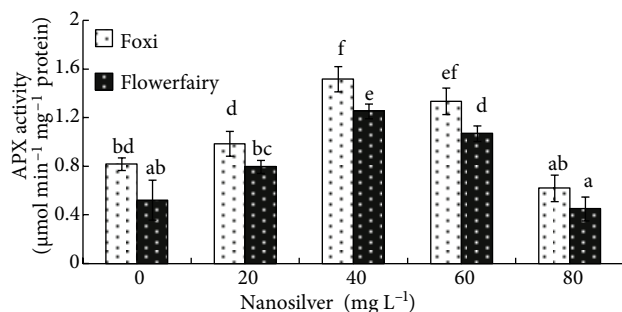 APX activity
(µmol min⁻¹ mg⁻¹ protein)
2
1.6
1.2
0.8
0.4
0
Foxi
Flowerfairy
bd
ab
d
bc
f
e
ef
d
ab
a
0
20
40
60
80
Nanosilver (mg L⁻¹)